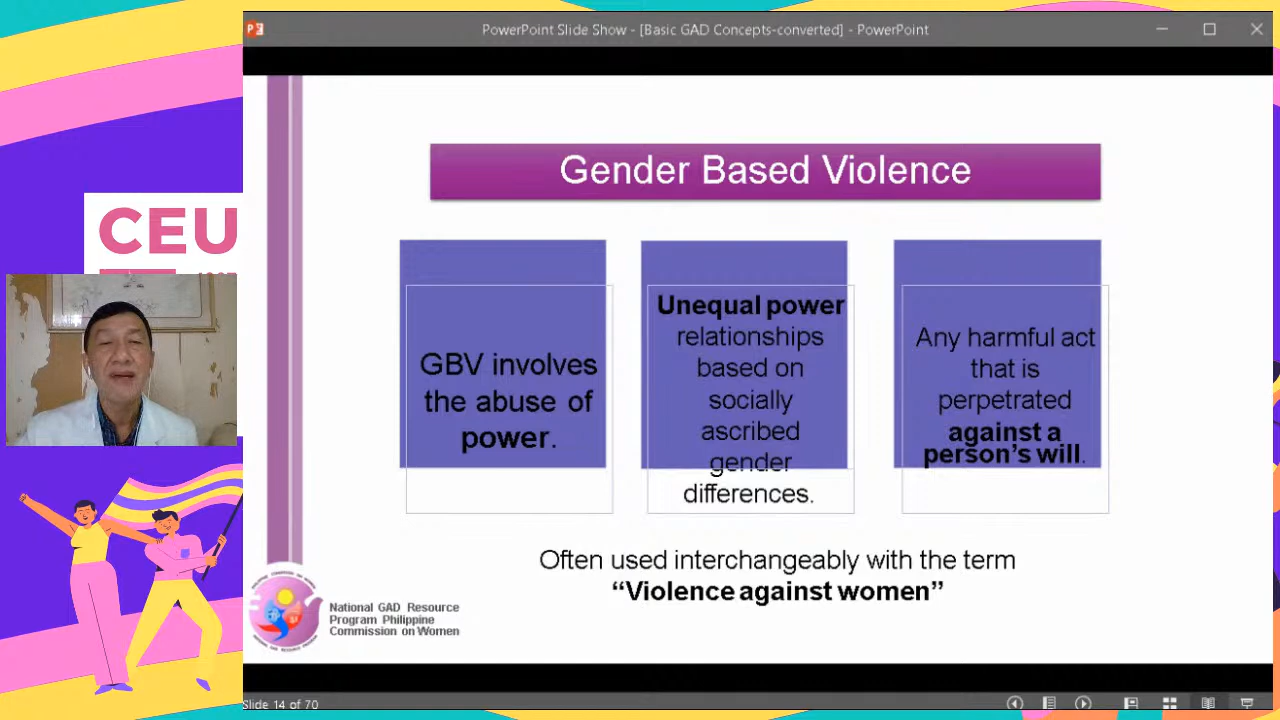 PowerPoint Slide Show - [Basic GAD Concepts-converted] - PowerPoint
CEU
Gender Based Violence
GBV involves
the abuse of
power.
Unequal power
relationships
based on
socially
ascribed
gender
differences.
Any harmful act
that is
perpetrated
against a
person's will.
Often used interchangeably with the term
“Violence against women”
National GAD Resource
Program Philippine
Commission on Women
Slide 14 of 70